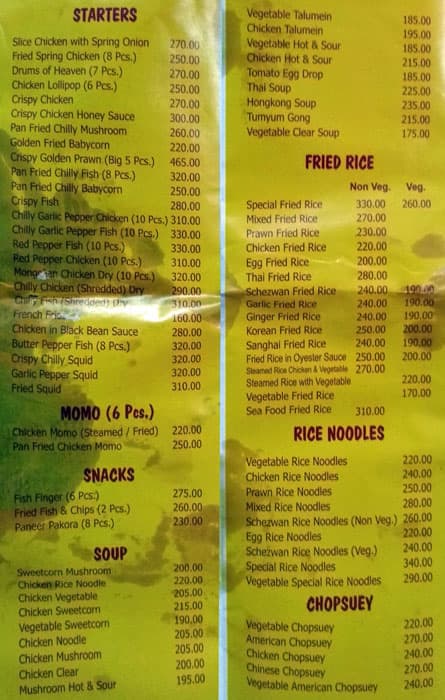 STARTERS
Slice Chicken with Spring Onion 270.00
Fried Spring Chicken (8 Pcs.) 250.00
Drums of Heaven (7 Pcs.) 270.00
Chicken Lollipop (6 Pcs.) 250.00
Crispy Chicken 270.00
Crispy Chicken Honey Sauce 300.00
Pan Fried Chilly Mushroom 260.00
Golden Fried Babycorn 220.00
Crispy Golden Prawn (Big 5 Pcs.) 465.00
Pan Fried Chilly Fish (8 Pcs.) 320.00
Pan Fried Chilly Babycorn 250.00
Crispy Fish 280.00
Chilly Garlic Pepper Chicken (10 Pcs.) 310.00
Chilly Garlic Pepper Fish (10 Pcs.) 330.00
Red Pepper Fish (10 Pcs.) 330.00
Red Pepper Chicken (10 Pcs.) 310.00
Chicken Dry (10 Pcs.) 320.00
Chilly Chicken (Shredded) Dry 290.00
Chilly Fish (Shredded) Dry 310.00
French 160.00
Chicken in Black Bean Sauce 280.00
Butter Pepper Fish (8 Pcs.) 320.00
Crispy Chilly Squid 320.00
Garlic Pepper Squid 320.00
Fried Squid 310.00
MOMO (6 Pcs.)
Chicken Momo (Steamed / Fried) 220.00
Pan Fried Chicken Momo 250.00
SNACKS
Fish Finger (6 Pcs.) 275.00
Fried Fish & Chips (2 Pcs.) 260.00
Paneer Pakora (8 Pcs.) 230.00
SOUP
Sweetcorn Mushroom 200.00
Chicken Rice Noodle 220.00
Chicken Vegetable 205.00
Chicken Sweetcorn 215.00
Vegetable Sweetcorn 190.00
Chicken Noodle 205.00
Chicken Mushroom 205.00
Chicken Clear 200.00
Mushroom Hot & Sour 195.00
Vegetable Talumein 185.00
Chicken Talumein 195.00
Vegetable Hot & Sour 185.00
Chicken Hot & Sour 215.00
Tomato Egg Drop 185.00
Thai Soup 225.00
Hongkong Soup 235.00
Tumyum Gong 215.00
Vegetable Clear Soup 175.00
FRIED RICE
Non Veg. Veg.
Special Fried Rice 330.00 260.00
Mixed Fried Rice 270.00
Prawn Fried Rice 230.00
Chicken Fried Rice 220.00
Egg Fried Rice 200.00
Thai Fried Rice 280.00
Schezwan Fried Rice 240.00 190.00
Garlic Fried Rice 240.00 190.00
Ginger Fried Rice 240.00 190.00
Korean Fried Rice 250.00 200.00
Sanghai Fried Rice 240.00 190.00
Fried Rice in Oyester Sauce 250.00 200.00
Steamed Rice Chicken & Vegetable 270.00
Steamed Rice with Vegetable 220.00
Vegetable Fried Rice 170.00
Sea Food Fried Rice 310.00
RICE NOODLES
Vegetable Rice Noodles 220.00
Chicken Rice Noodles 240.00
Prawn Rice Noodles 250.00
Mixed Rice Noodles 280.00
Schezwan Rice Noodles (Non Veg.) 260.00
Egg Rice Noodles 220.00
Schezwan Rice Noodles (Veg.) 240.00
Special Rice Noodles 340.00
Vegetable Special Rice Noodles 290.00
CHOPSUEY
Vegetable Chopsuey 220.00
American Chopsuey 270.00
Chicken Chopsuey 240.00
Chinese Chopsuey 270.00
Vegetable American Chopsuey 240.00